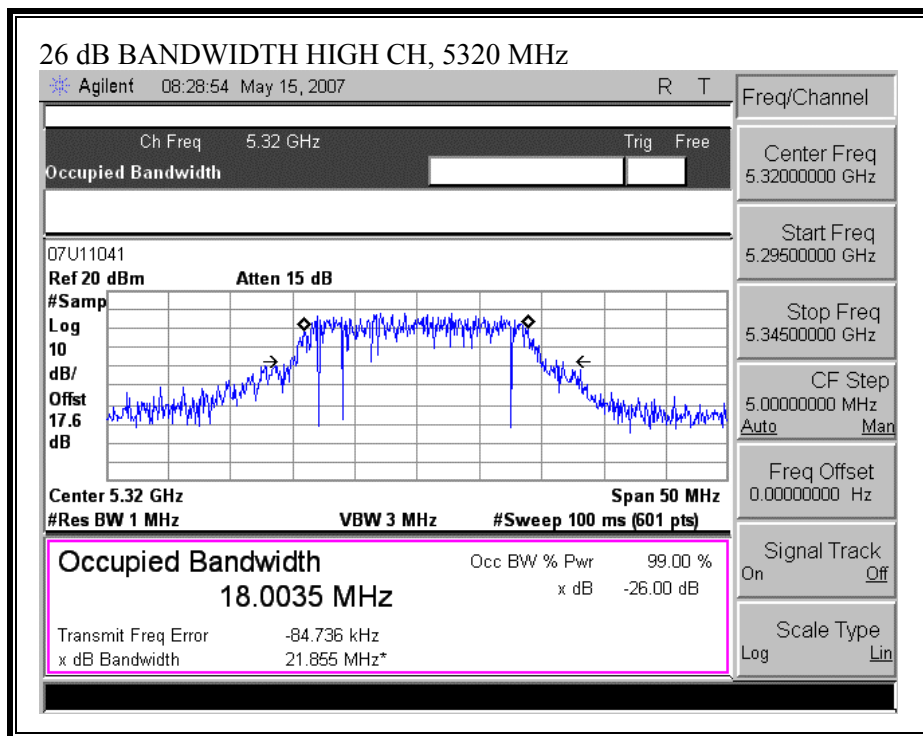 26 dB BANDWIDTH HIGH CH, 5320 MHz
Agilent 08:28:54 May 15, 2007 R T
Ch Freq 5.32 GHz Trig Free
Occupied Bandwidth
07U11041
Ref 20 dBm Atten 15 dB
#Samp
Log
10
dB/
Offst
17.6
dB
Center 5.32 GHz Span 50 MHz
#Res BW 1 MHz VBW 3 MHz #Sweep 100 ms (601 pts)
Occupied Bandwidth Occ BW % Pwr 99.00 %
18.0035 MHz x dB -26.00 dB
Transmit Freq Error -84.736 kHz
x dB Bandwidth 21.855 MHz*
Freq/Channel
Center Freq
5.32000000 GHz
Start Freq
5.29500000 GHz
Stop Freq
5.34500000 GHz
CF Step
5.00000000 MHz
Auto Man
Freq Offset
0.00000000 Hz
Signal Track
On Off
Scale Type
Log Lin